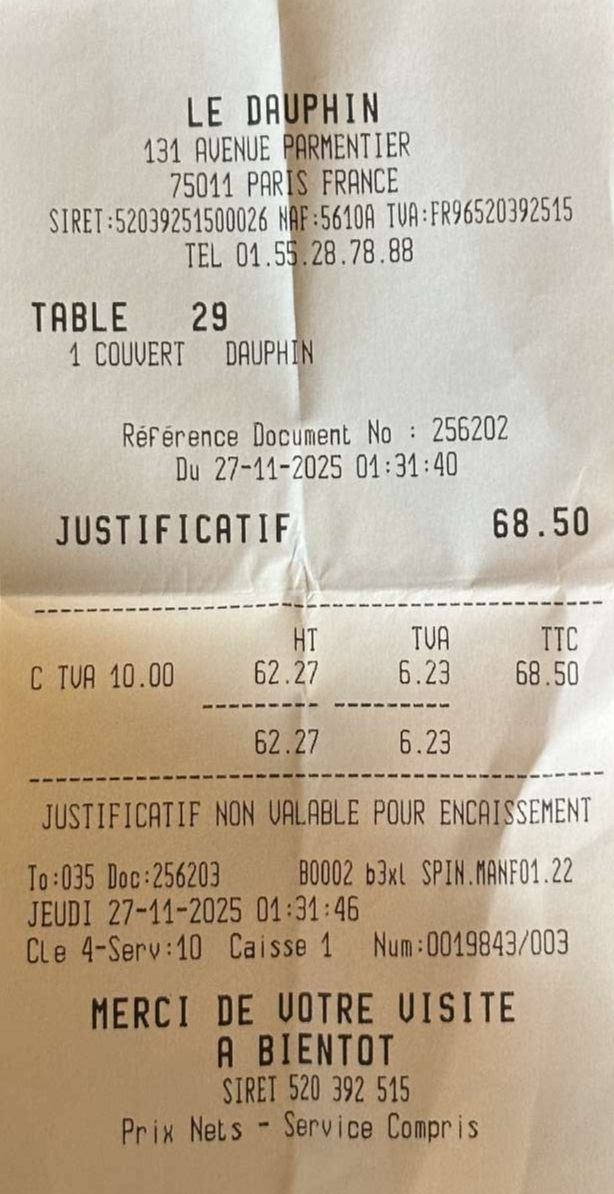 LE DAUPHIN
131 AVENUE PARMENTIER
75011 PARIS FRANCE
SIRET:52039251500026 NAF:5610A TVA:FR96520392515
TEL 01.55.28.78.88
TABLE 29
1 COUVERT DAUPHIN
Référence Document No : 256202
Du 27-11-2025 01:31:40
JUSTIFICATIF 68.50
HT TVA TTC
C TVA 10.00 62.27 6.23 68.50
62.27 6.23
JUSTIFICATIF NON VALABLE POUR ENCAISSEMENT
To:035 Doc:256203 B0002 b3xl SPIN.MANF01.22
JEUDI 27-11-2025 01:31:46
Cle 4-Serv:10 Caisse 1 Num:0019843/003
MERCI DE VOTRE VISITE
A BIENTOT
SIRET 520 392 515
Prix Nets - Service Compris